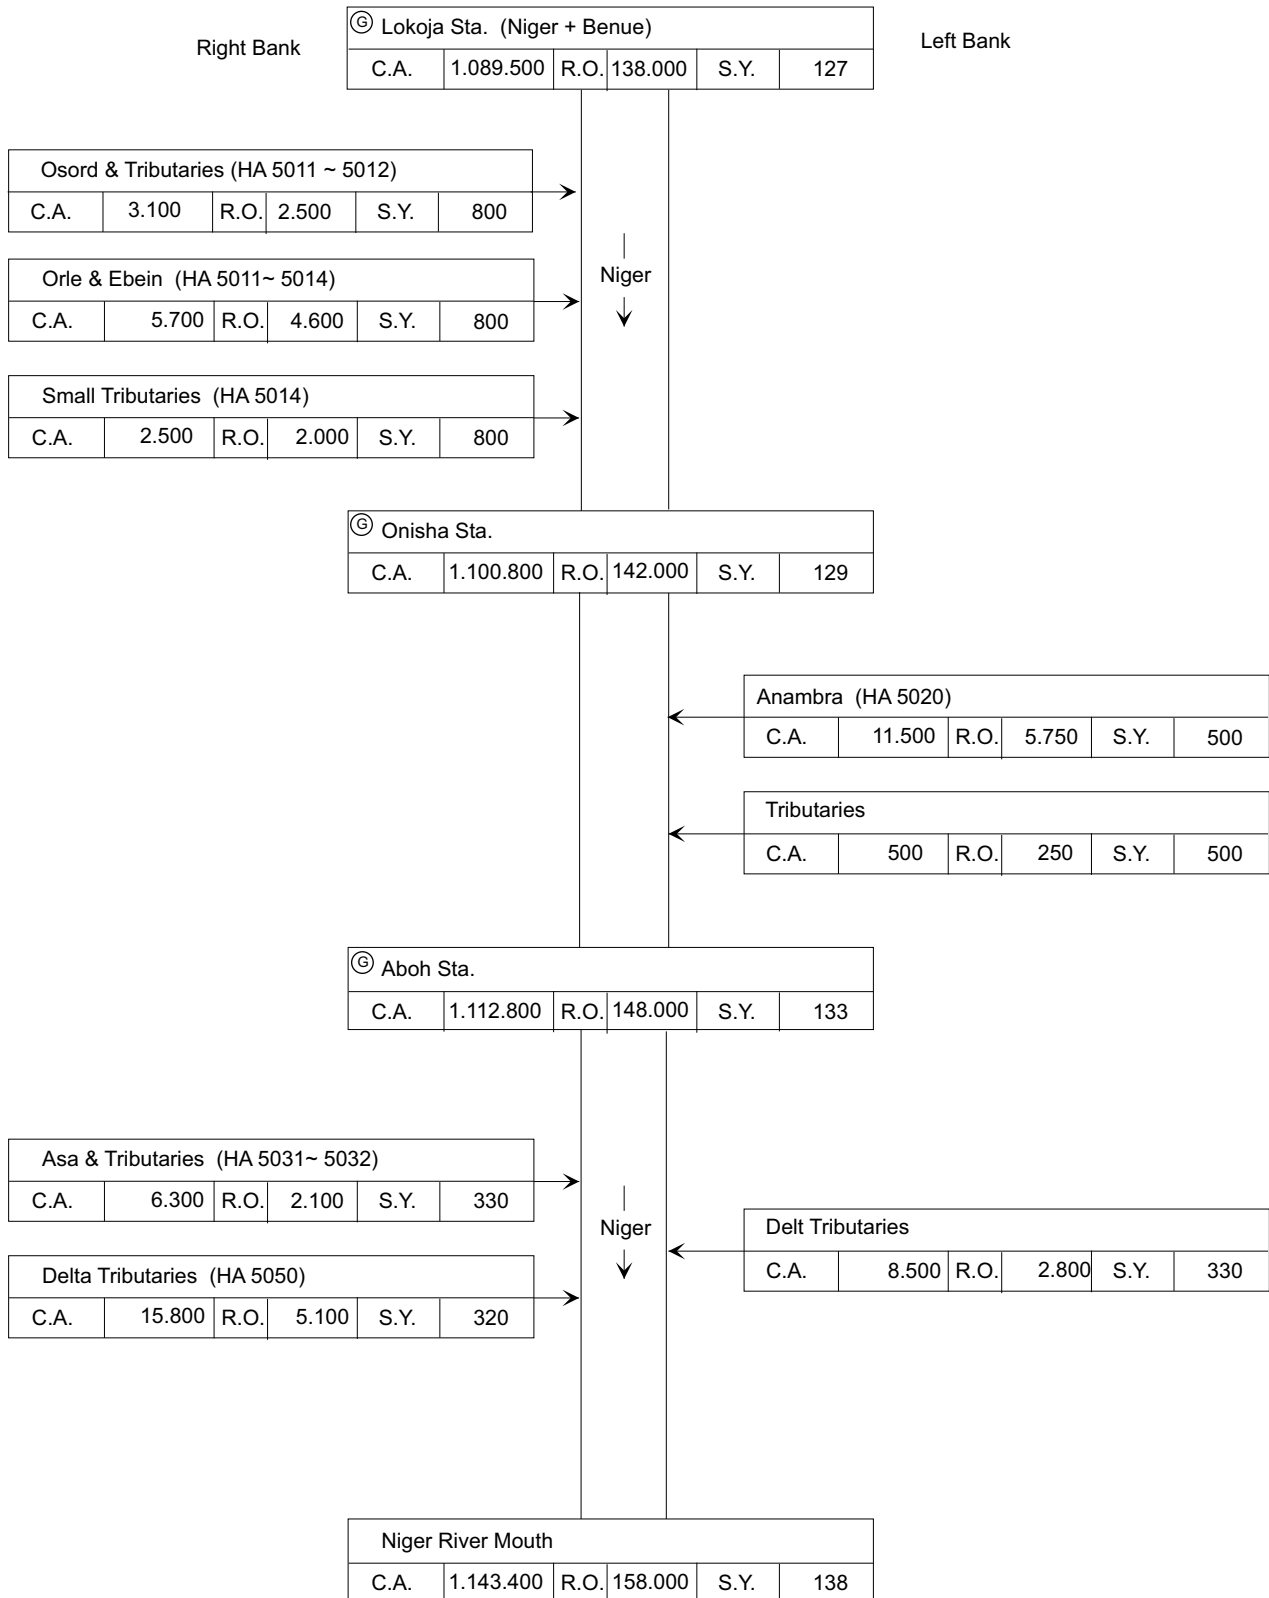 Right Bank
Left Bank
G Lokoja Sta. (Niger + Benue)
C.A. 1.089.500 R.O. 138.000 S.Y. 127
Osord & Tributaries (HA 5011 ~ 5012)
C.A. 3.100 R.O. 2.500 S.Y. 800
Niger
Orle & Ebein (HA 5011~ 5014)
C.A. 5.700 R.O. 4.600 S.Y. 800
Small Tributaries (HA 5014)
C.A. 2.500 R.O. 2.000 S.Y. 800
G Onisha Sta.
C.A. 1.100.800 R.O. 142.000 S.Y. 129
Anambra (HA 5020)
C.A. 11.500 R.O. 5.750 S.Y. 500
Tributaries
C.A. 500 R.O. 250 S.Y. 500
G Aboh Sta.
C.A. 1.112.800 R.O. 148.000 S.Y. 133
Asa & Tributaries (HA 5031~ 5032)
C.A. 6.300 R.O. 2.100 S.Y. 330
Niger
Delt Tributaries
C.A. 8.500 R.O. 2.800 S.Y. 330
Delta Tributaries (HA 5050)
C.A. 15.800 R.O. 5.100 S.Y. 320
Niger River Mouth
C.A. 1.143.400 R.O. 158.000 S.Y. 138